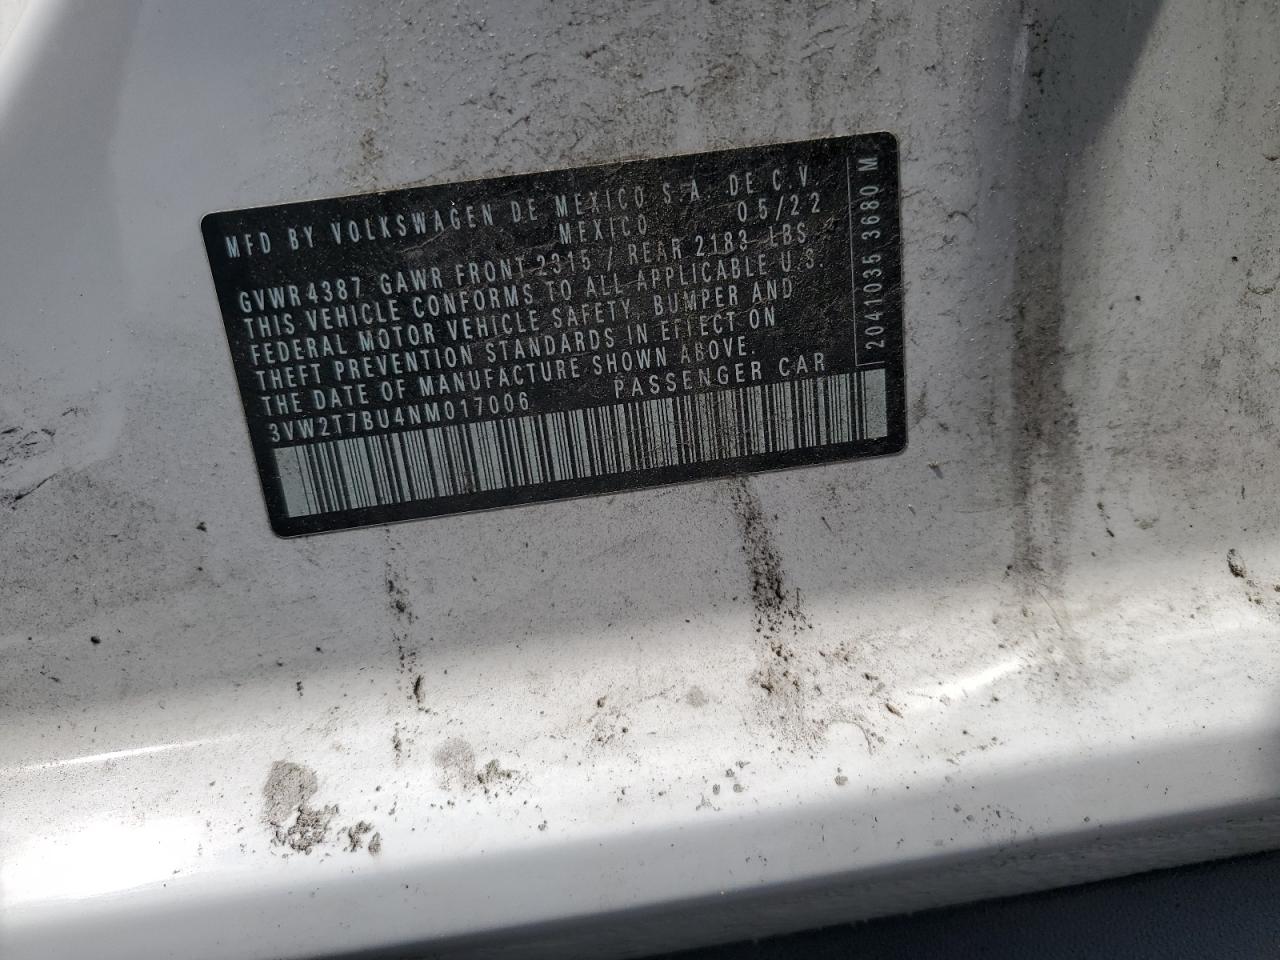 MFD BY VOLKSWAGEN DE MEXICO S.A. DE C.V.
MEXICO 05/22
GVWR 4387 GAWR FRONT 2315 / REAR 2183 LBS
THIS VEHICLE CONFORMS TO ALL APPLICABLE U.S.
FEDERAL MOTOR VEHICLE SAFETY, BUMPER AND
THEFT PREVENTION STANDARDS IN EFFECT ON
THE DATE OF MANUFACTURE SHOWN ABOVE.
3VW2T7BU4NM017006 PASSENGER CAR
2041035 3680 M